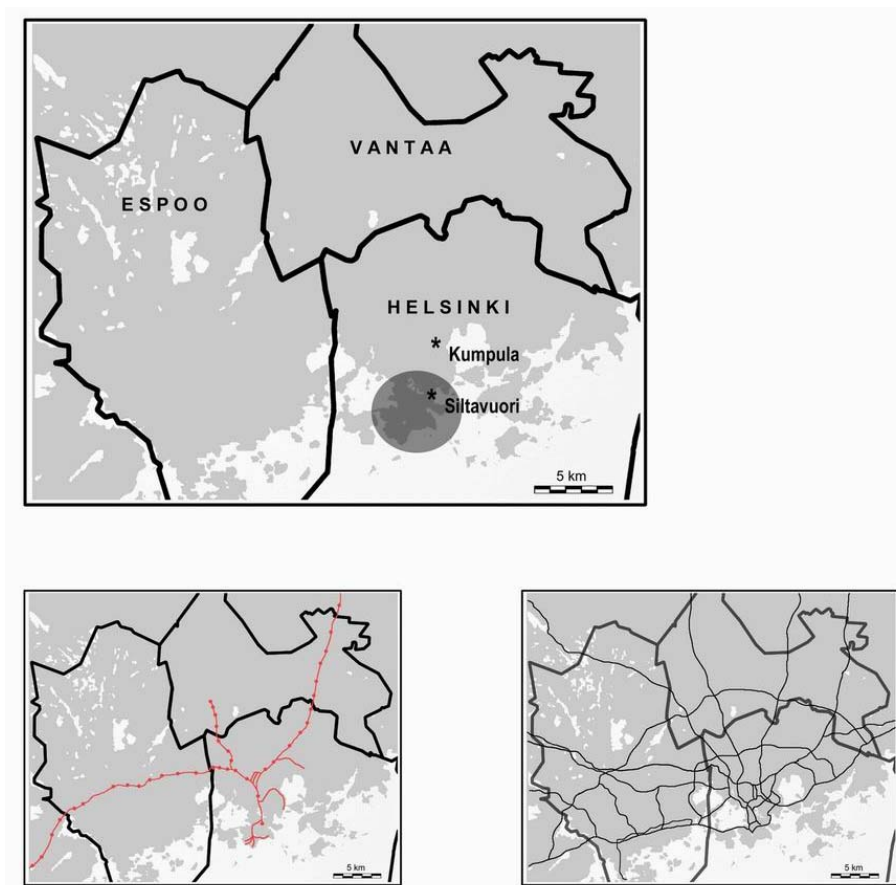 VANTAA
ESPOO
HELSINKI
* Kumpula
* Siltavuori
5 km
5 km
5 km